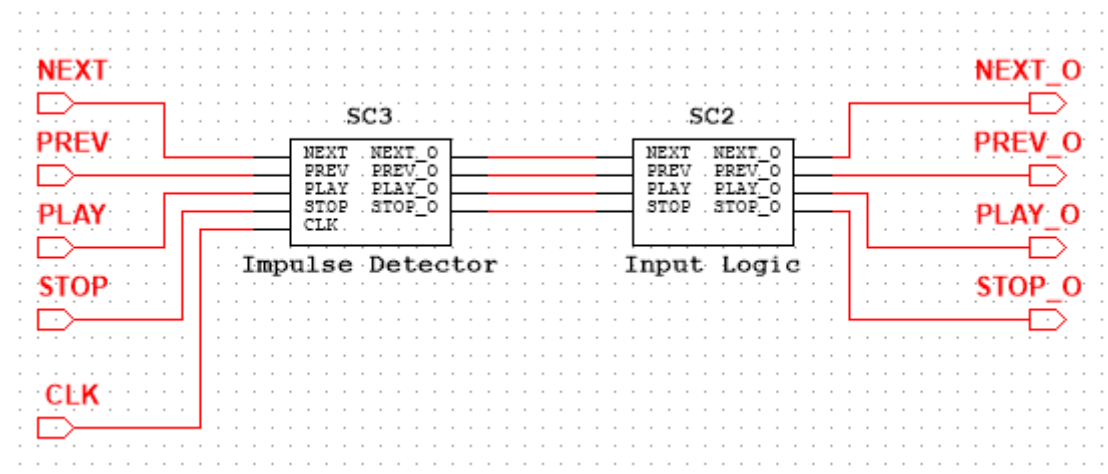 NEXT
PREV
PLAY
STOP
CLK
SC3
NEXT NEXT_O
PREV PREV_O
PLAY PLAY_O
STOP STOP_O
CLK
Impulse Detector
SC2
NEXT NEXT_O
PREV PREV_O
PLAY PLAY_O
STOP STOP_O
Input Logic
NEXT_O
PREV_O
PLAY_O
STOP_O